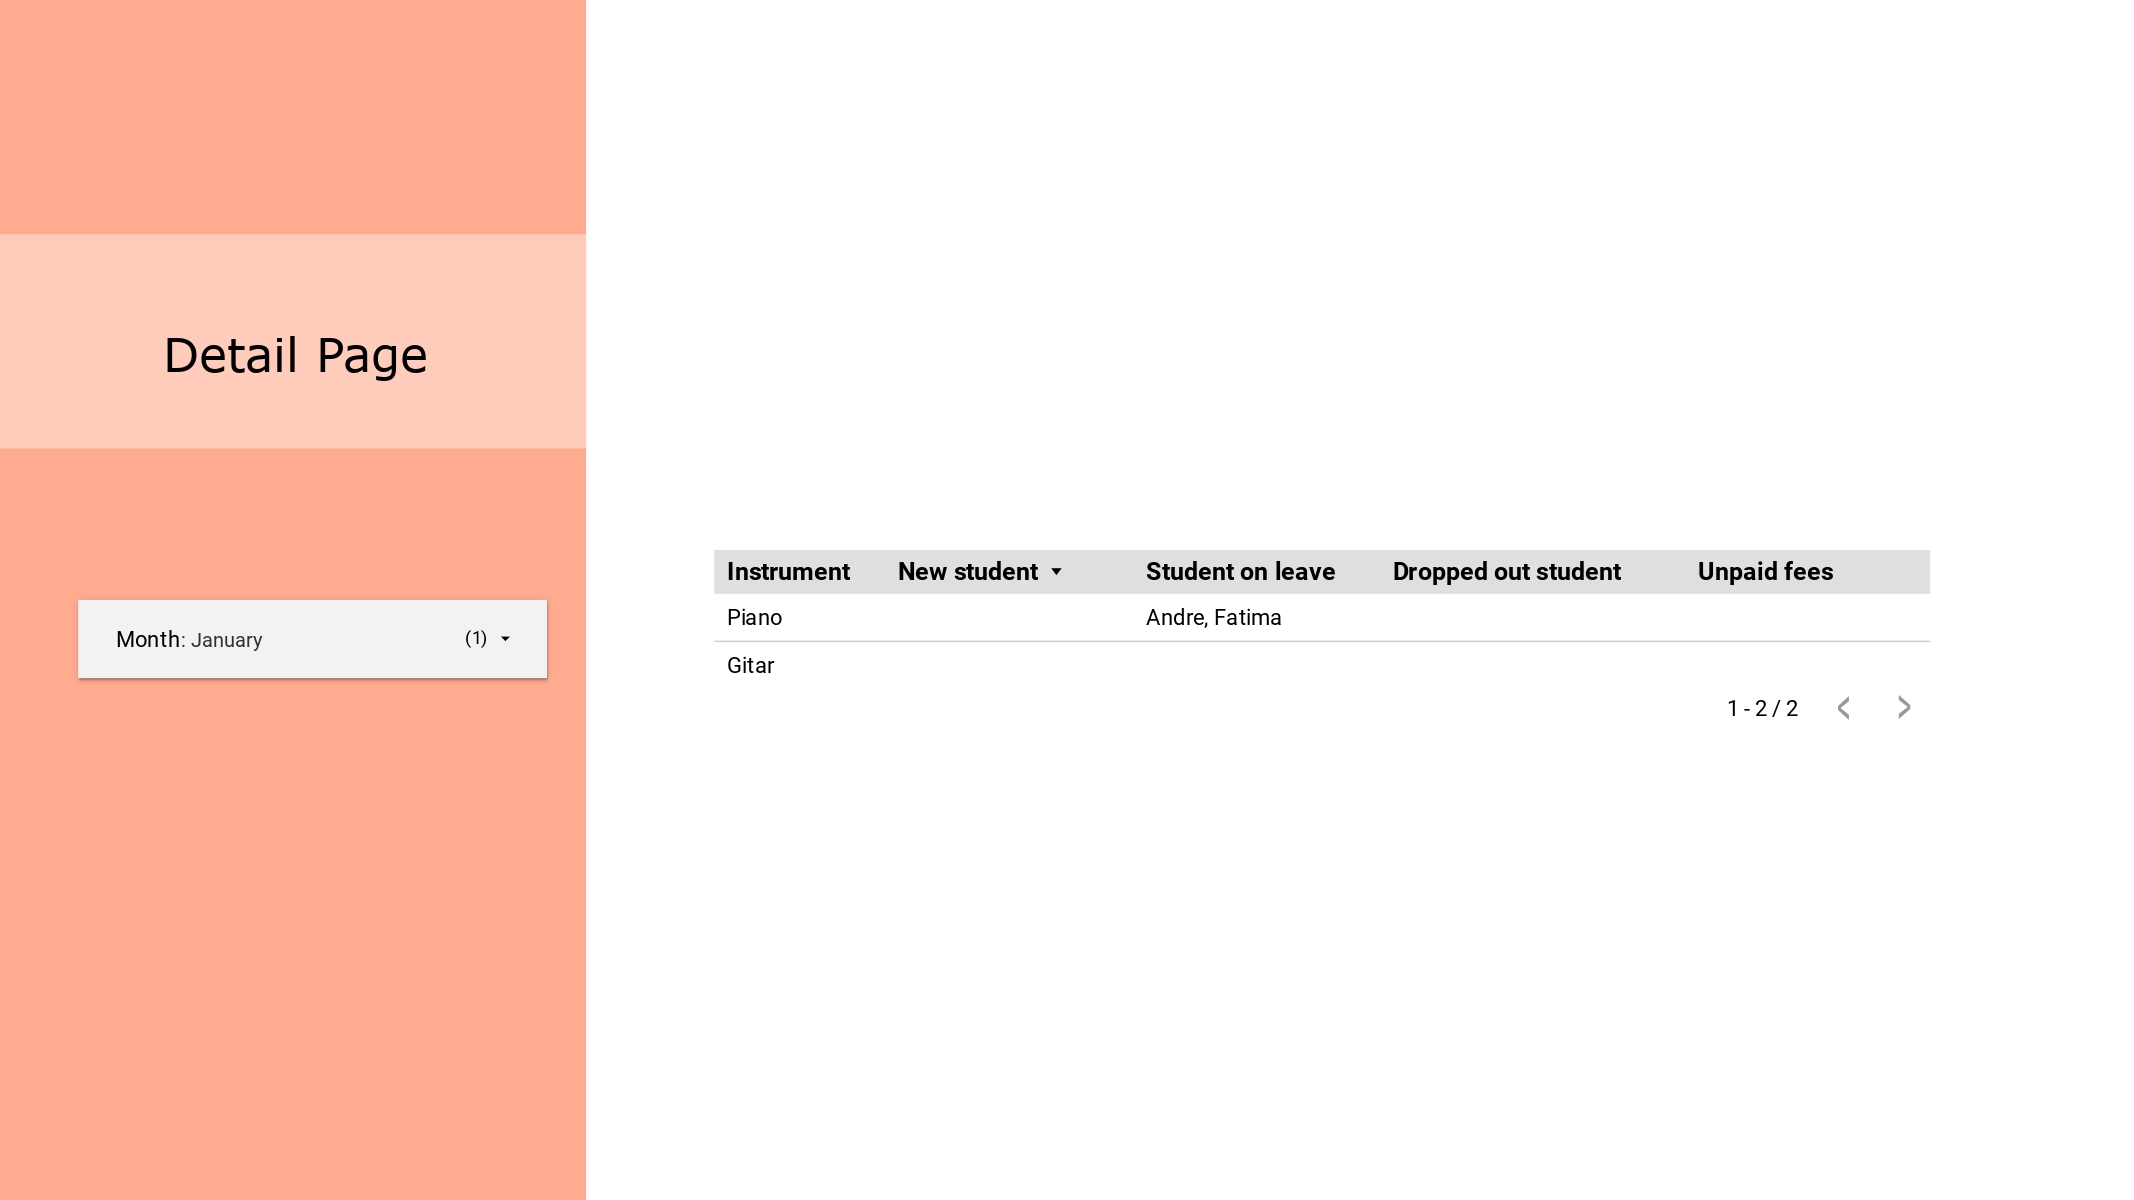 Detail Page
Month: January (1)
Instrument New student Student on leave Dropped out student Unpaid fees
Piano Andre, Fatima
Gitar
1 - 2 / 2